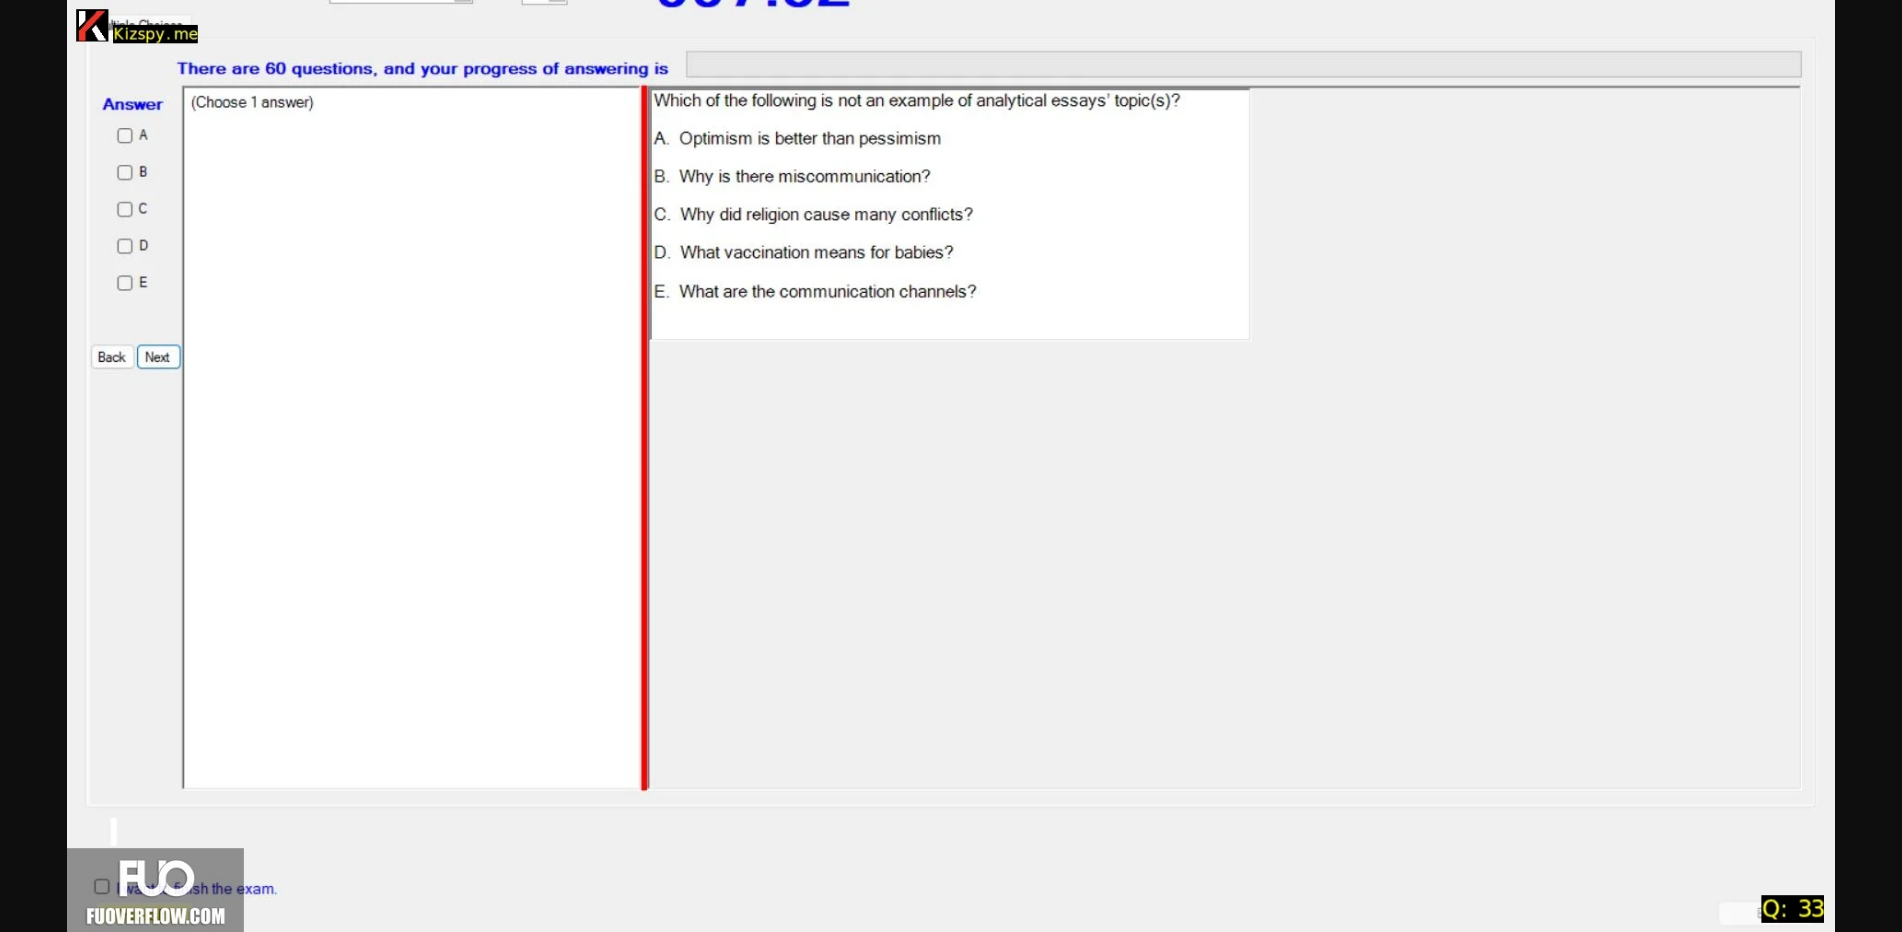 Kizspy.me
There are 60 questions, and your progress of answering is
Answer
(Choose 1 answer)
A
B
C
D
E
Back
Next
Which of the following is not an example of analytical essays' topic(s)?
A. Optimism is better than pessimism
B. Why is there miscommunication?
C. Why did religion cause many conflicts?
D. What vaccination means for babies?
E. What are the communication channels?
FUO
the exam.
FUOVERFLOW.COM
Q: 33